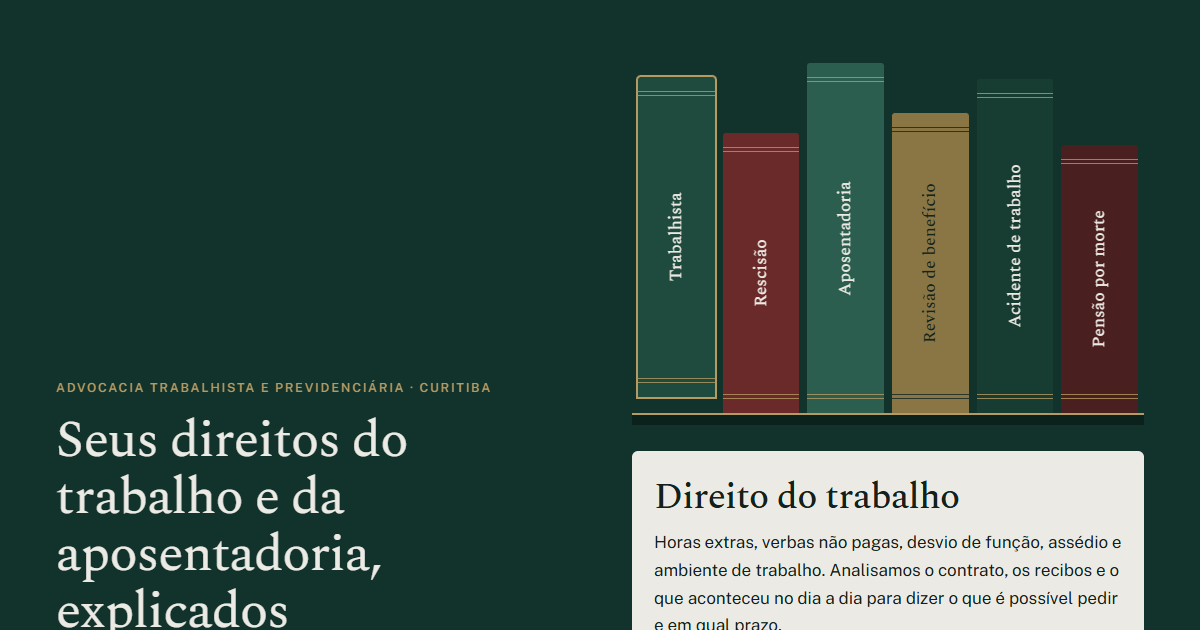 ADVOCACIA TRABALHISTA E PREVIDENCIÁRIA · CURITIBA
Seus direitos do
trabalho e da
aposentadoria,
explicados
Trabalhista
Rescisão
Aposentadoria
Revisão de benefício
Acidente de trabalho
Pensão por morte
Direito do trabalho
Horas extras, verbas não pagas, desvio de função, assédio e
ambiente de trabalho. Analisamos o contrato, os recibos e o
que aconteceu no dia a dia para dizer o que é possível pedir
e em qual prazo.